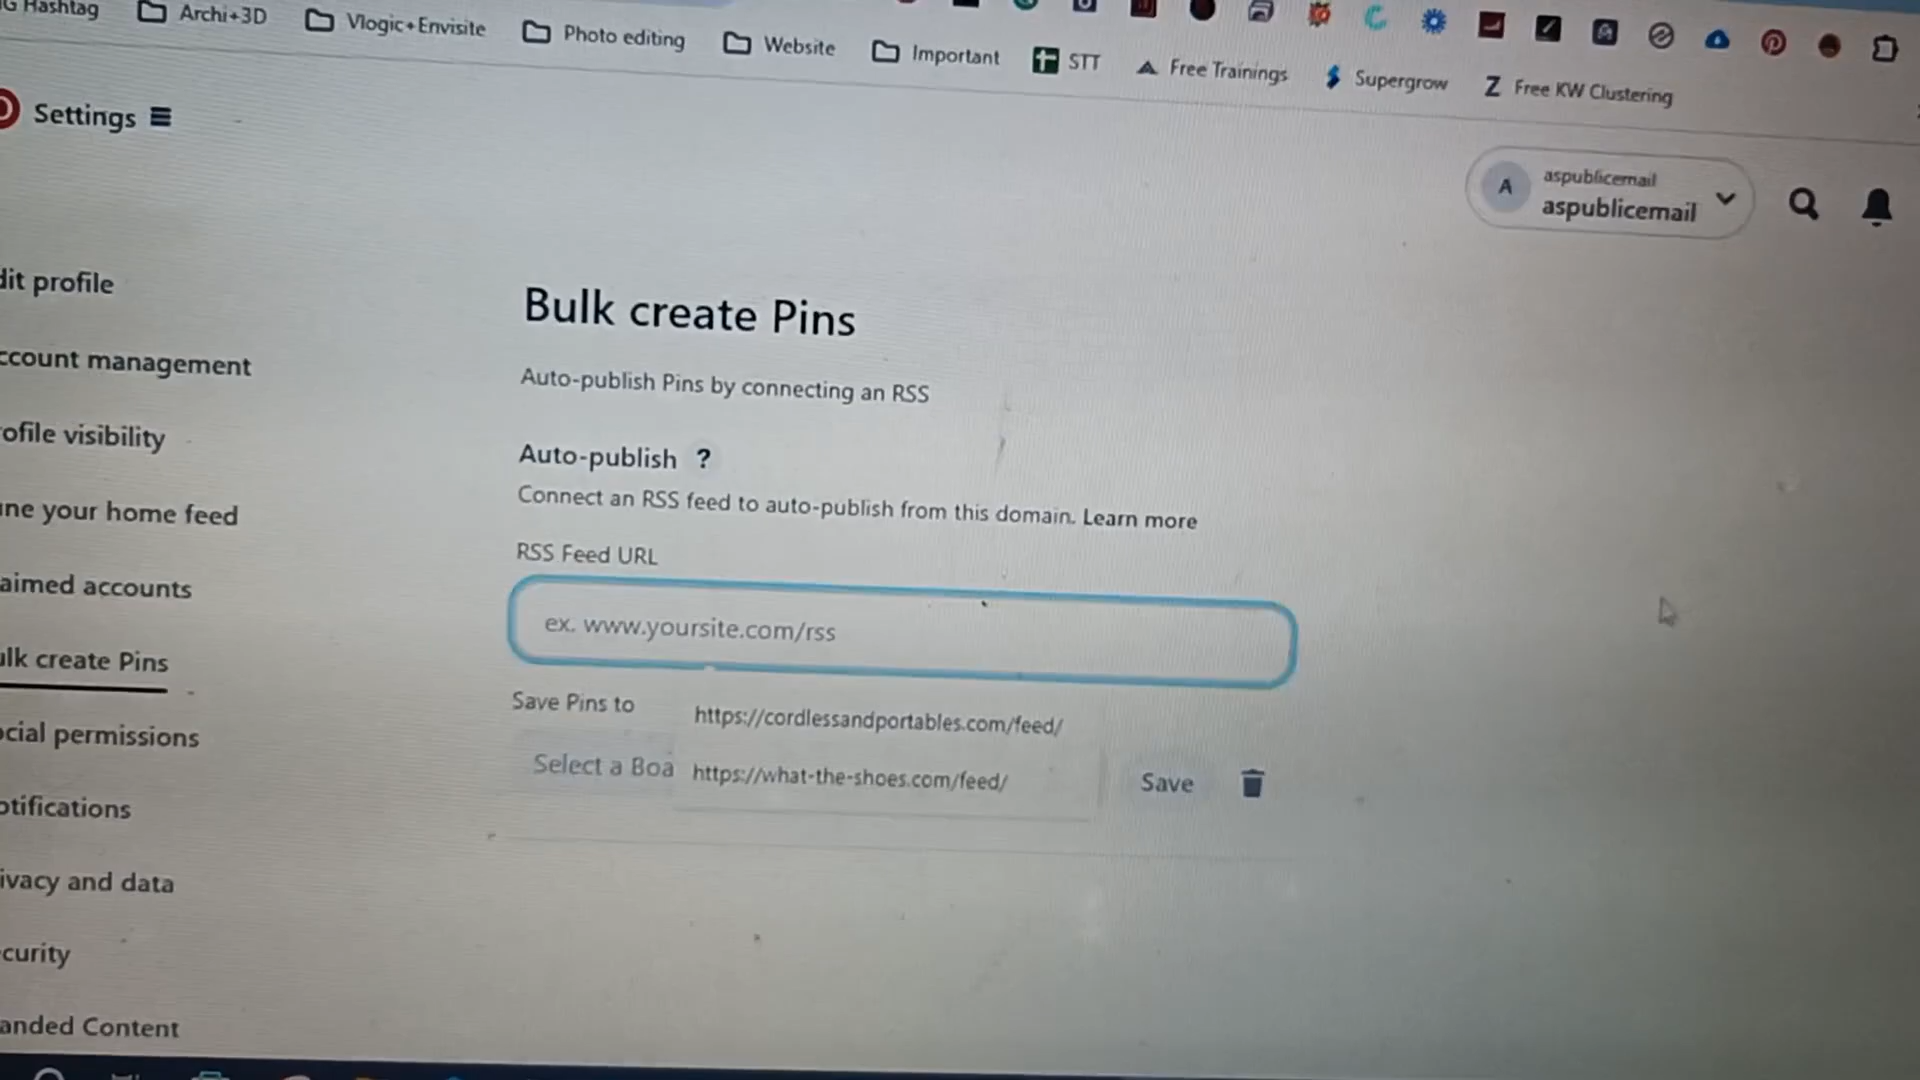 Hashtag
Archi+3D
Vlogic+Envisite
Photo editing
Website
Important
STT
Free Trainings
Supergrow
Free KW Clustering
Settings
A
aspublicemail
aspublicemail
dit profile
ccount management
ofile visibility
une your home feed
aimed accounts
ulk create Pins
ocial permissions
otifications
ivacy and data
curity
anded Content
Bulk create Pins
Auto-publish Pins by connecting an RSS
Auto-publish ?
Connect an RSS feed to auto-publish from this domain. Learn more
RSS Feed URL
ex. www.yoursite.com/rss
Save Pins to
https://cordlessandportables.com/feed/
Select a Boa
https://what-the-shoes.com/feed/
Save